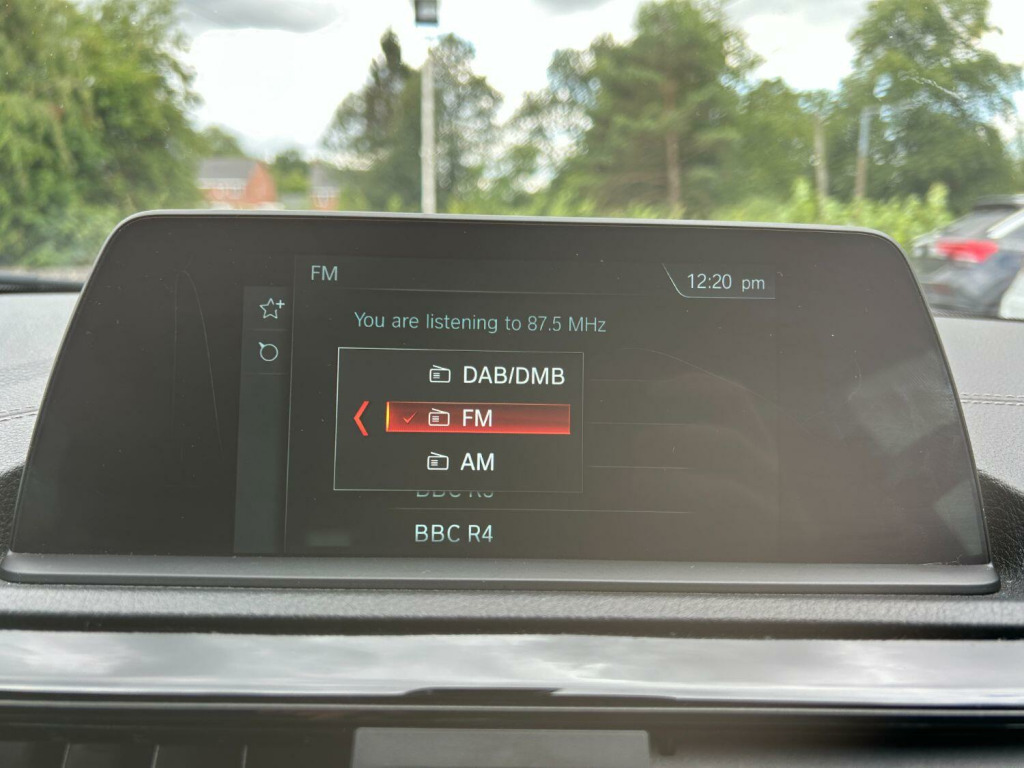 FM
12:20 pm
You are listening to 87.5 MHz
DAB/DMB
FM
AM
BBC R4